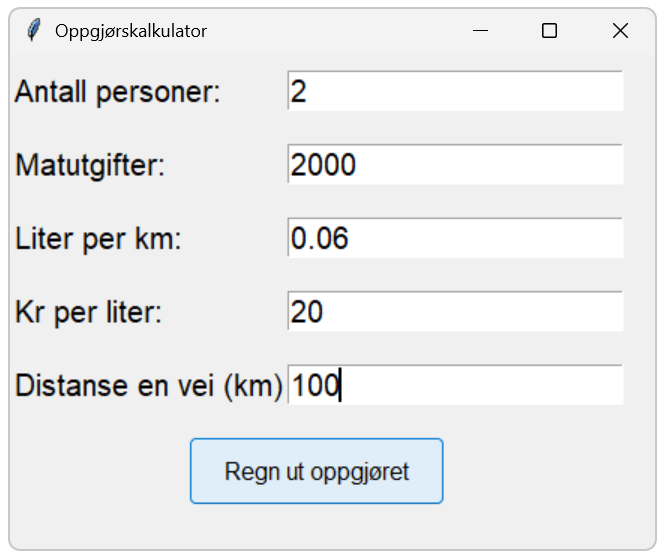 Oppgjørskalkulator
Antall personer: 2
Matutgifter: 2000
Liter per km: 0.06
Kr per liter: 20
Distanse en vei (km) 100
Regn ut oppgjøret